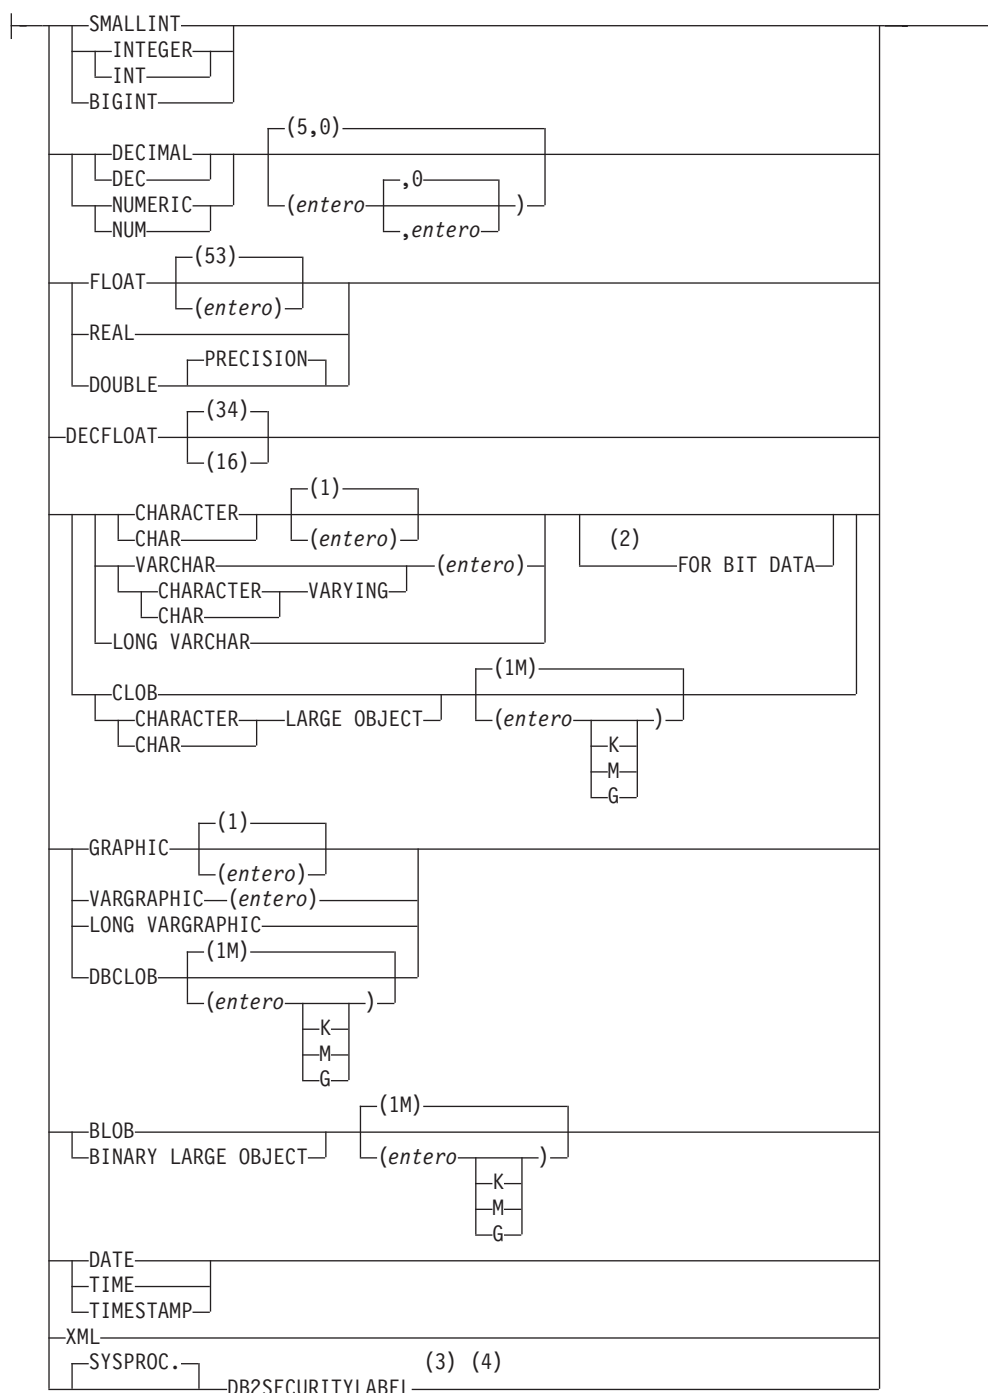 SMALLINT
INTEGER
INT
BIGINT
(5,0)
DECIMAL
DEC
,0
NUMERIC
(entero )
NUM
,entero
(53)
FLOAT
(entero)
REAL
PRECISION
DOUBLE
(34)
DECFLOAT
(16)
(1)
CHARACTER
CHAR
(entero)
(2)
VARCHAR
(entero)
FOR BIT DATA
CHARACTER
VARYING
CHAR
LONG VARCHAR
(1M)
CLOB
CHARACTER
LARGE OBJECT
(entero )
CHAR
K
M
G
(1)
GRAPHIC
(entero)
VARGRAPHIC (entero)
LONG VARGRAPHIC
(1M)
DBCLOB
(entero )
K
M
G
(1M)
BLOB
BINARY LARGE OBJECT
(entero )
K
M
G
DATE
TIME
TIMESTAMP
XML
SYSPROC.
(3) (4)
DB2SECURITYLABEL